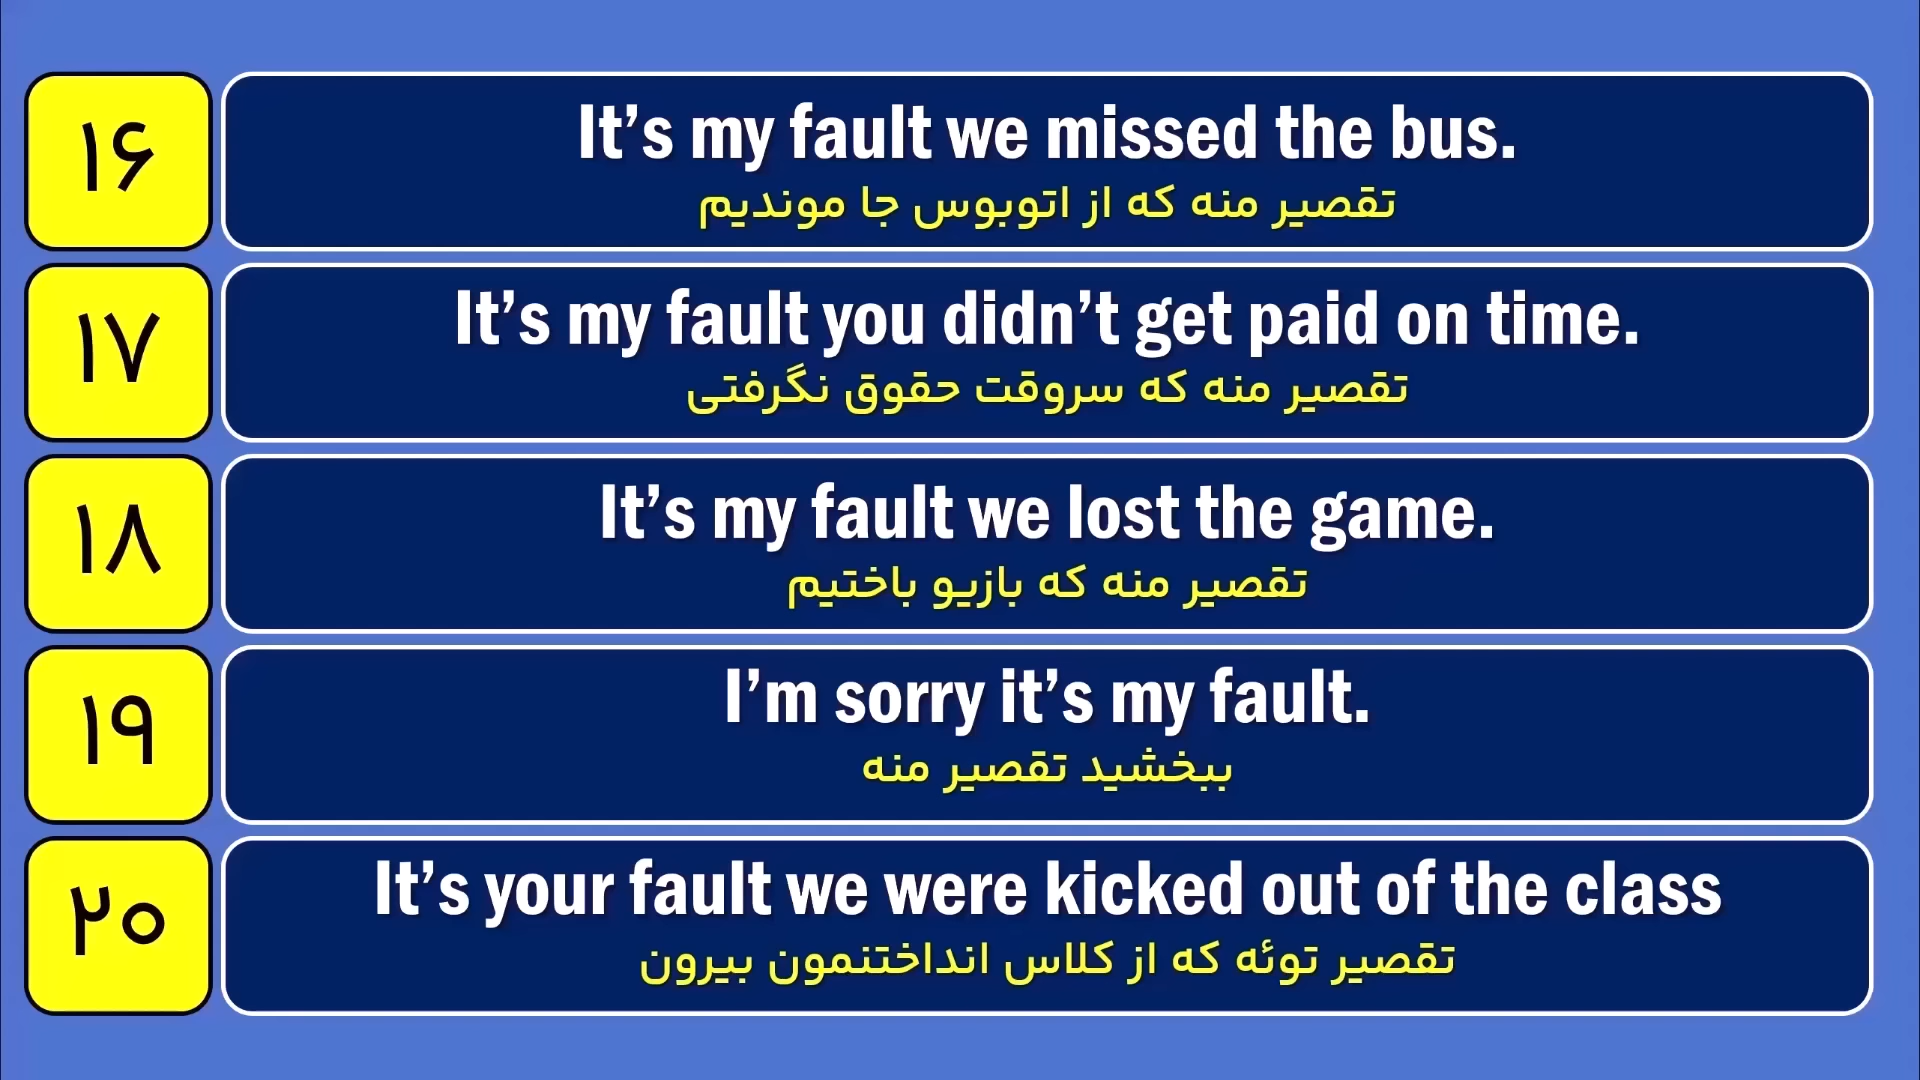 ۱۶
It’s my fault we missed the bus.
تقصیر منه که از اتوبوس جا موندیم
۱۷
It’s my fault you didn’t get paid on time.
تقصیر منه که سروقت حقوق نگرفتی
۱۸
It’s my fault we lost the game.
تقصیر منه که بازیو باختیم
۱۹
I’m sorry it’s my fault.
ببخشید تقصیر منه
۲۰
It’s your fault we were kicked out of the class
تقصیر توئه که از کلاس انداختنمون بیرون